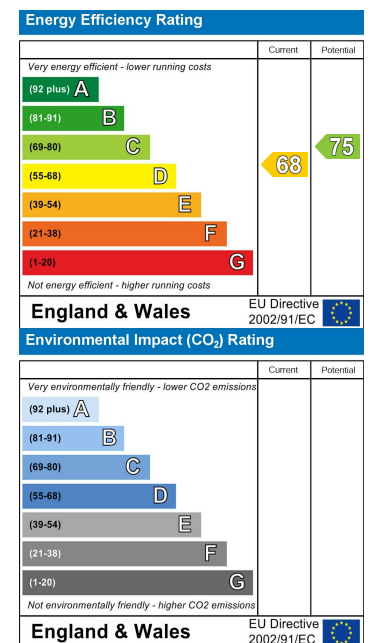 Energy Efficiency Rating
Current Potential
Very energy efficient - lower running costs
(92 plus) A
(81-91) B
(69-80) C
(55-68) D
(39-54) E
(21-38) F
(1-20) G
68
75
Not energy efficient - higher running costs
England & Wales
EU Directive
2002/91/EC
Environmental Impact (CO₂) Rating
Current Potential
Very environmentally friendly - lower CO2 emissions
(92 plus) A
(81-91) B
(69-80) C
(55-68) D
(39-54) E
(21-38) F
(1-20) G
Not environmentally friendly - higher CO2 emissions
England & Wales
EU Directive
2002/91/EC